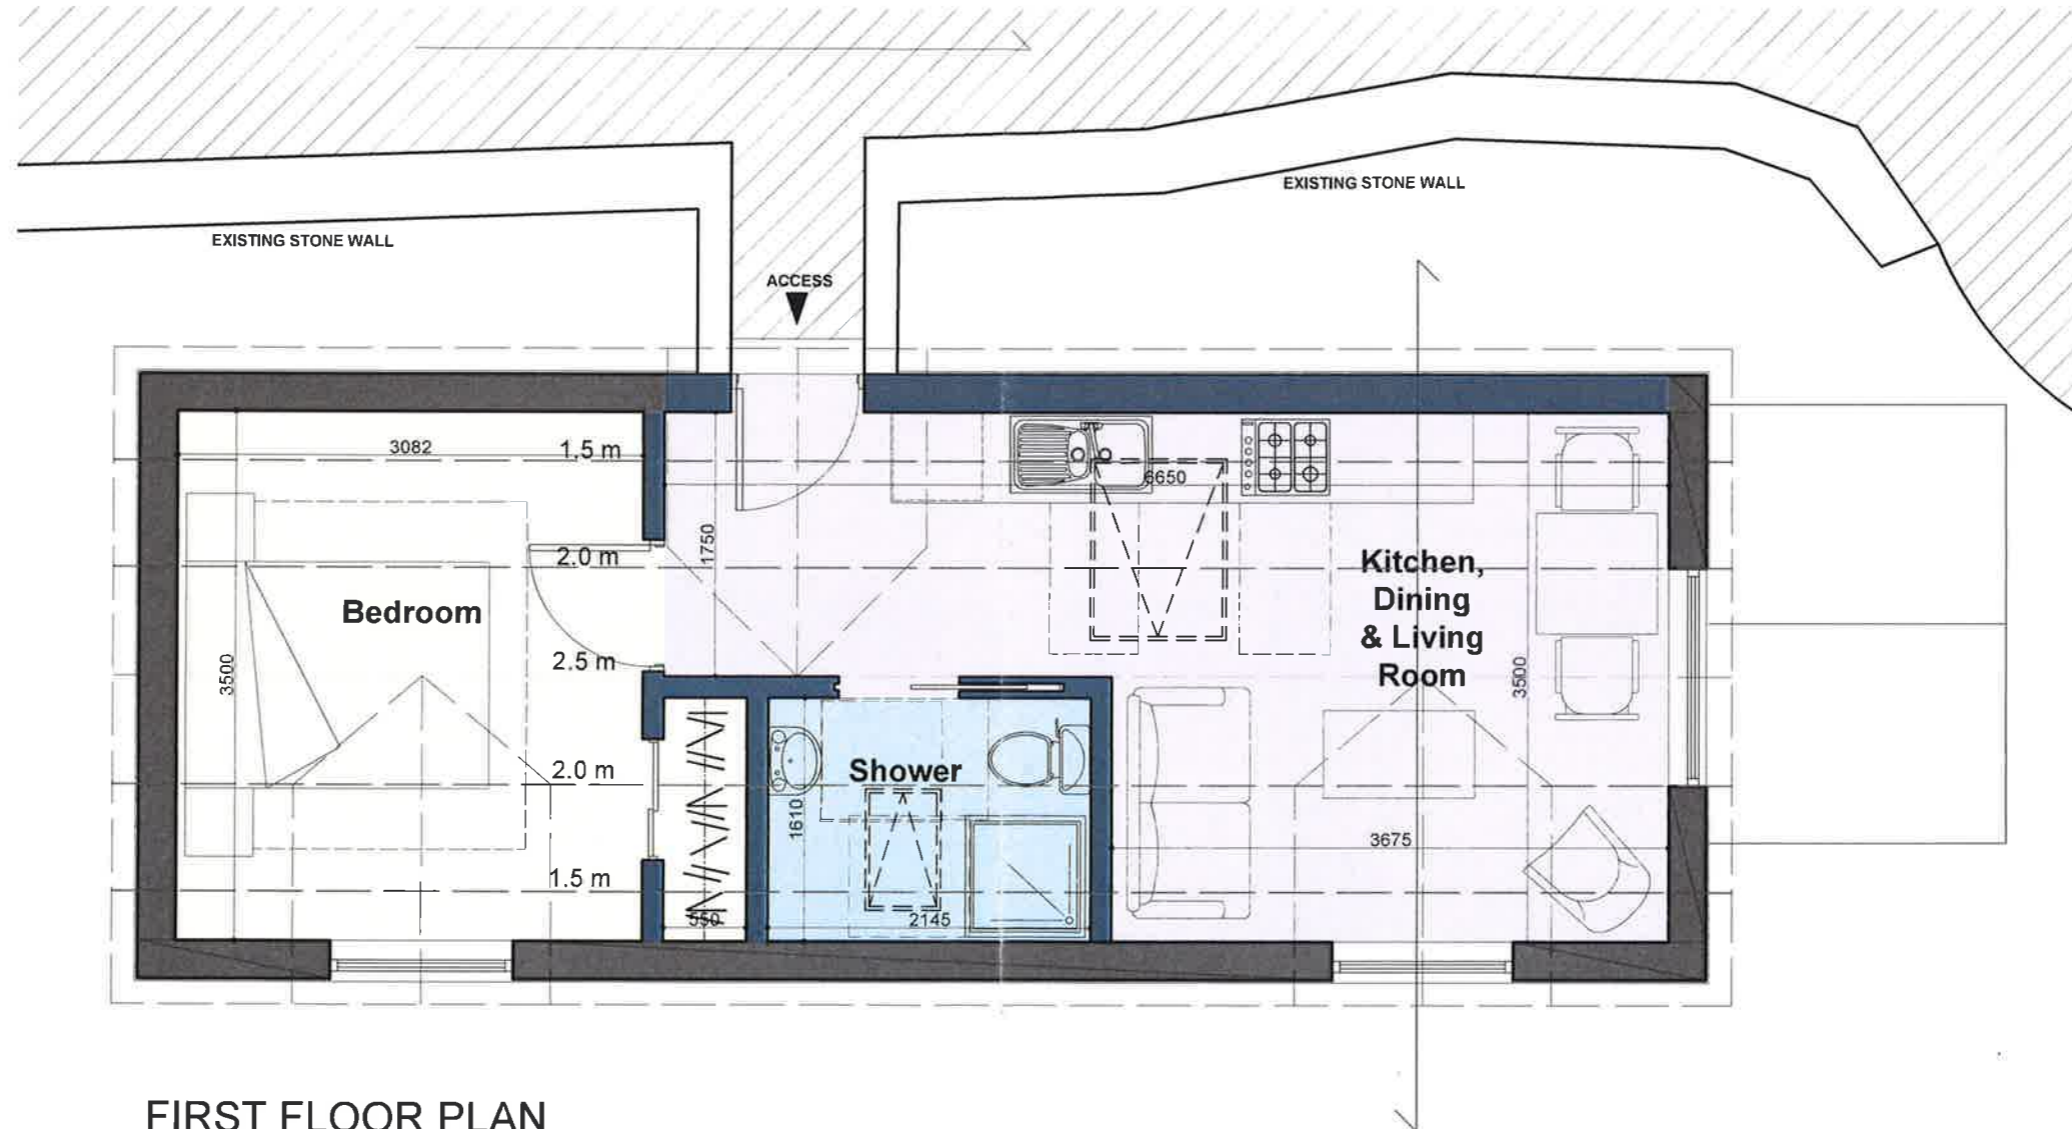 EXISTING STONE WALL
EXISTING STONE WALL
ACCESS
3082
1,5 m
6650
1750
2.0 m
Kitchen,
Dining
& Living
Room
Bedroom
2.5 m
3500
3500
2.0 m
Shower
1610
3675
1.5 m
550
2145
FIRST FLOOR PLAN